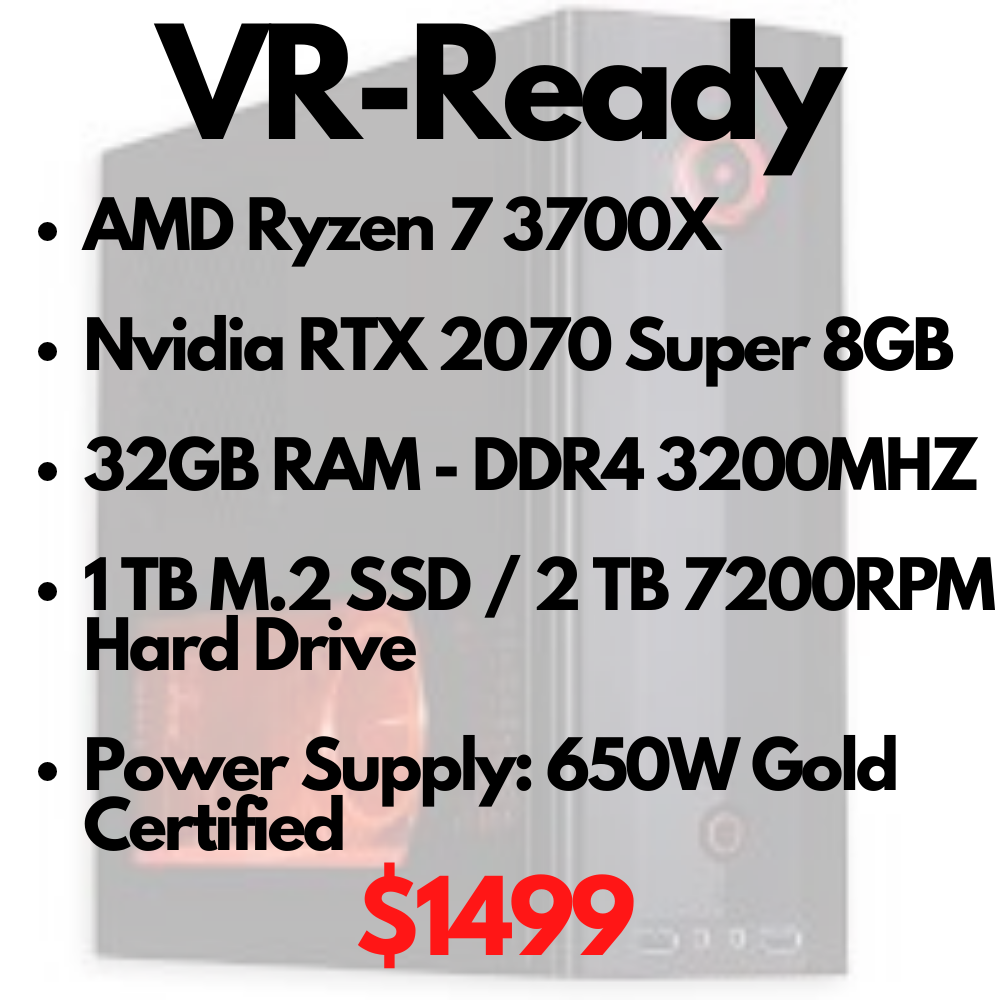 VR-Ready
• AMD Ryzen 7 3700X
• Nvidia RTX 2070 Super 8GB
• 32GB RAM - DDR4 3200MHZ
• 1 TB M.2 SSD / 2 TB 7200RPM
Hard Drive
• Power Supply: 650W Gold
Certified
$1499